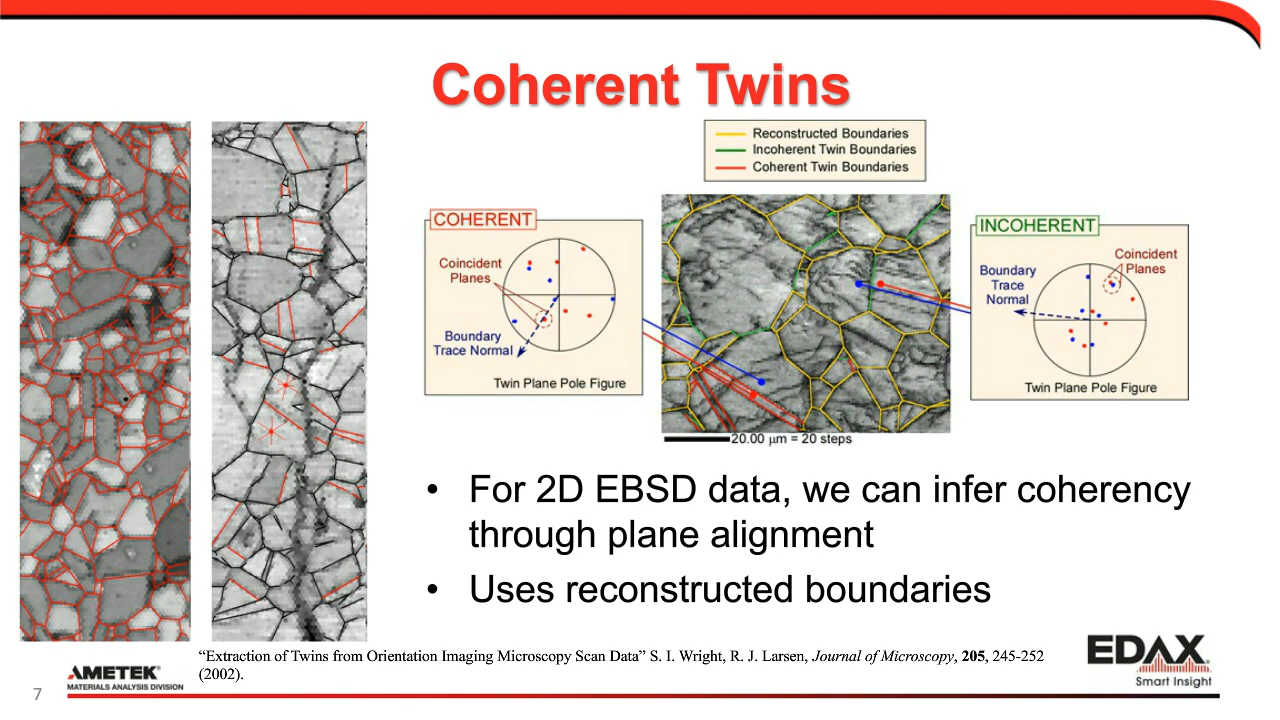 Coherent Twins
Reconstructed Boundaries
Incoherent Twin Boundaries
Coherent Twin Boundaries
COHERENT
Coincident
Planes
Boundary
Trace Normal
Twin Plane Pole Figure
20.00 µm = 20 steps
INCOHERENT
Coincident
Planes
Boundary
Trace
Normal
Twin Plane Pole Figure
• For 2D EBSD data, we can infer coherency
through plane alignment
• Uses reconstructed boundaries
“Extraction of Twins from Orientation Imaging Microscopy Scan Data” S. I. Wright, R. J. Larsen, Journal of Microscopy, 205, 245-252
(2002).
7
AMETEK®
MATERIALS ANALYSIS DIVISION
EDAX
Smart Insight